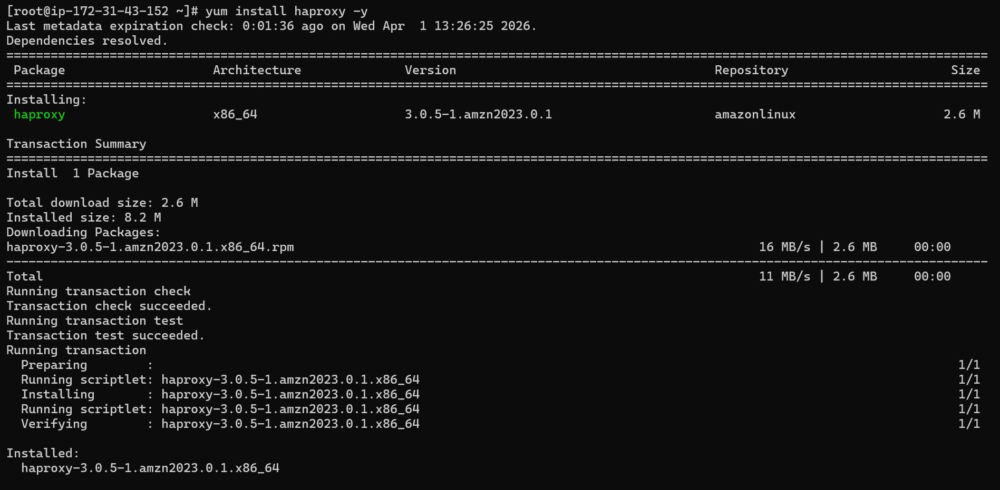 [root@ip-172-31-43-152 ~]# yum install haproxy -y
Last metadata expiration check: 0:01:36 ago on Wed Apr  1 13:26:25 2026.
Dependencies resolved.
=====================================================================================================================================
 Package                    Architecture              Version                                   Repository                      Size
=====================================================================================================================================
Installing:
 haproxy                    x86_64                    3.0.5-1.amzn2023.0.1                      amazonlinux                    2.6 M
Transaction Summary
=====================================================================================================================================
Install  1 Package
Total download size: 2.6 M
Installed size: 8.2 M
Downloading Packages:
haproxy-3.0.5-1.amzn2023.0.1.x86_64.rpm                                                               16 MB/s | 2.6 MB     00:00
-------------------------------------------------------------------------------------------------------------------------------------
Total                                                                                                 11 MB/s | 2.6 MB     00:00
Running transaction check
Transaction check succeeded.
Running transaction test
Transaction test succeeded.
Running transaction
  Preparing        :                                                                                                             1/1
  Running scriptlet: haproxy-3.0.5-1.amzn2023.0.1.x86_64                                                                         1/1
  Installing       : haproxy-3.0.5-1.amzn2023.0.1.x86_64                                                                         1/1
  Running scriptlet: haproxy-3.0.5-1.amzn2023.0.1.x86_64                                                                         1/1
  Verifying        : haproxy-3.0.5-1.amzn2023.0.1.x86_64                                                                         1/1
Installed:
  haproxy-3.0.5-1.amzn2023.0.1.x86_64